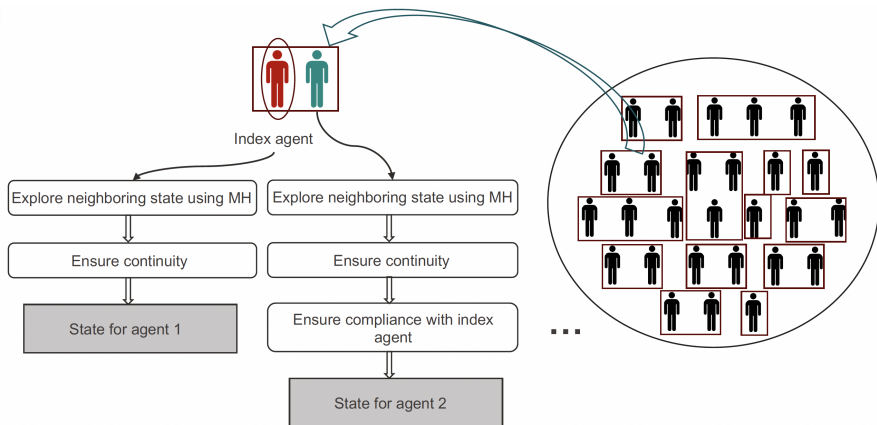 Index agent
Explore neighboring state using MH
Ensure continuity
State for agent 1
Explore neighboring state using MH
Ensure continuity
Ensure compliance with index
agent
State for agent 2
...